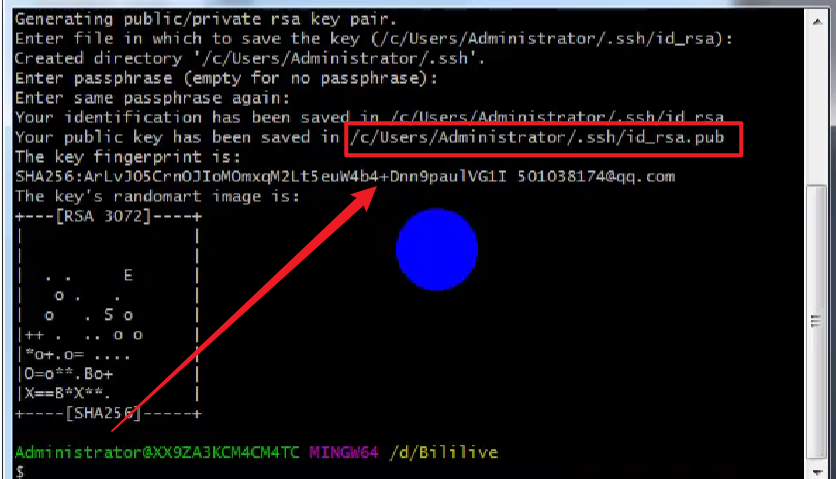 Generating public/private rsa key pair.
Enter file in which to save the key (/c/Users/Administrator/.ssh/id_rsa):
Created directory '/c/Users/Administrator/.ssh'.
Enter passphrase (empty for no passphrase):
Enter same passphrase again:
Your identification has been saved in /c/Users/Administrator/.ssh/id_rsa
Your public key has been saved in /c/Users/Administrator/.ssh/id_rsa.pub
The key fingerprint is:
SHA256:ArLvJO5CrnOJIoMOmxqM2Lt5euW4b4+Dnn9paulVG1I 501038174@qq.com
The key's randomart image is:
+---[RSA 3072]----+
|                 |
|                 |
|  . .     E      |
|   o .   .       |
|  o   . S o      |
|++ .  .. o o     |
|*o+.o= ....      |
|O=o**.Bo+        |
|X==B*X**.        |
+----[SHA256]-----+
Administrator@XX9ZA3KCM4CM4TC MINGW64 /d/Bililive
$